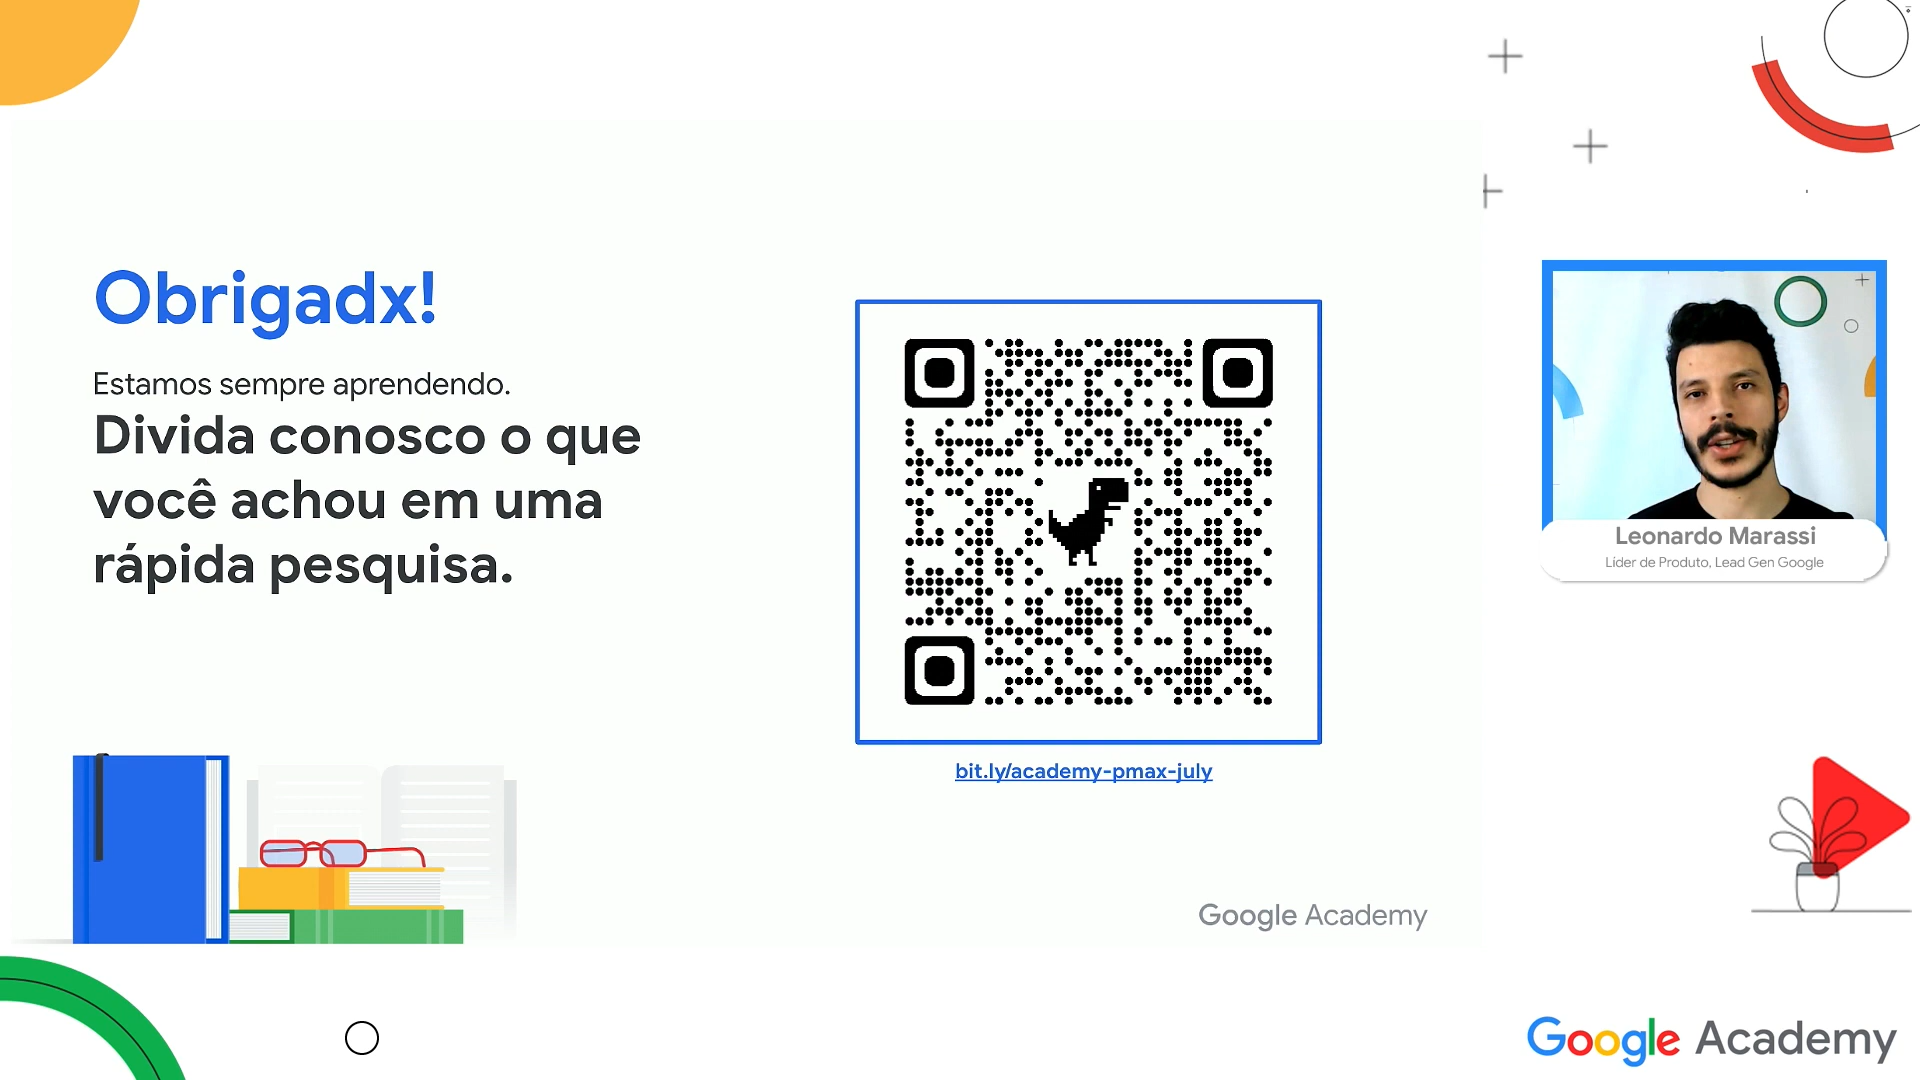 Obrigadx!
Estamos sempre aprendendo.
Divida conosco o que
você achou em uma
rápida pesquisa.
bit.ly/academy-pmax-july
Google Academy
Leonardo Marassi
Líder de Produto, Lead Gen Google
Google Academy